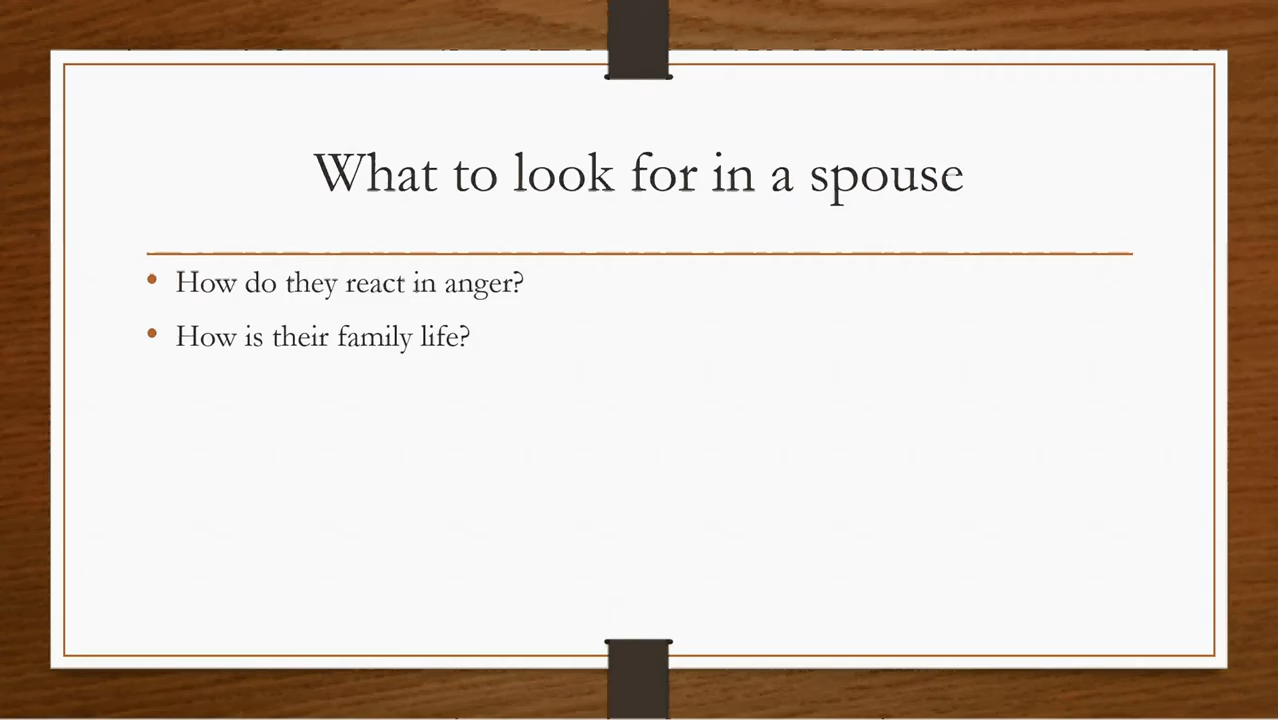 What to look for in a spouse
• How do they react in anger?
• How is their family life?